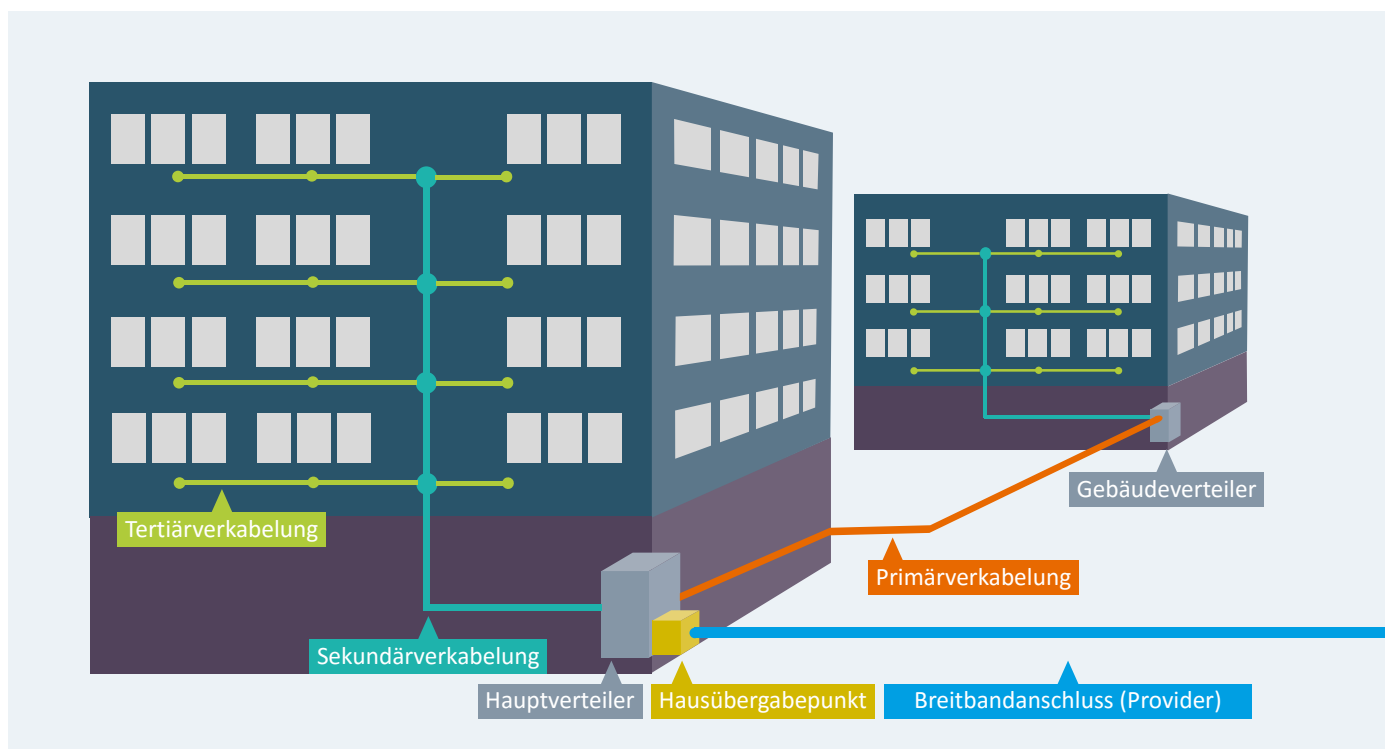 Gebäudeverteiler
Tertiärverkabelung
Primärverkabelung
Sekundärverkabelung
Hauptverteiler
Hausübergabepunkt
Breitbandanschluss (Provider)